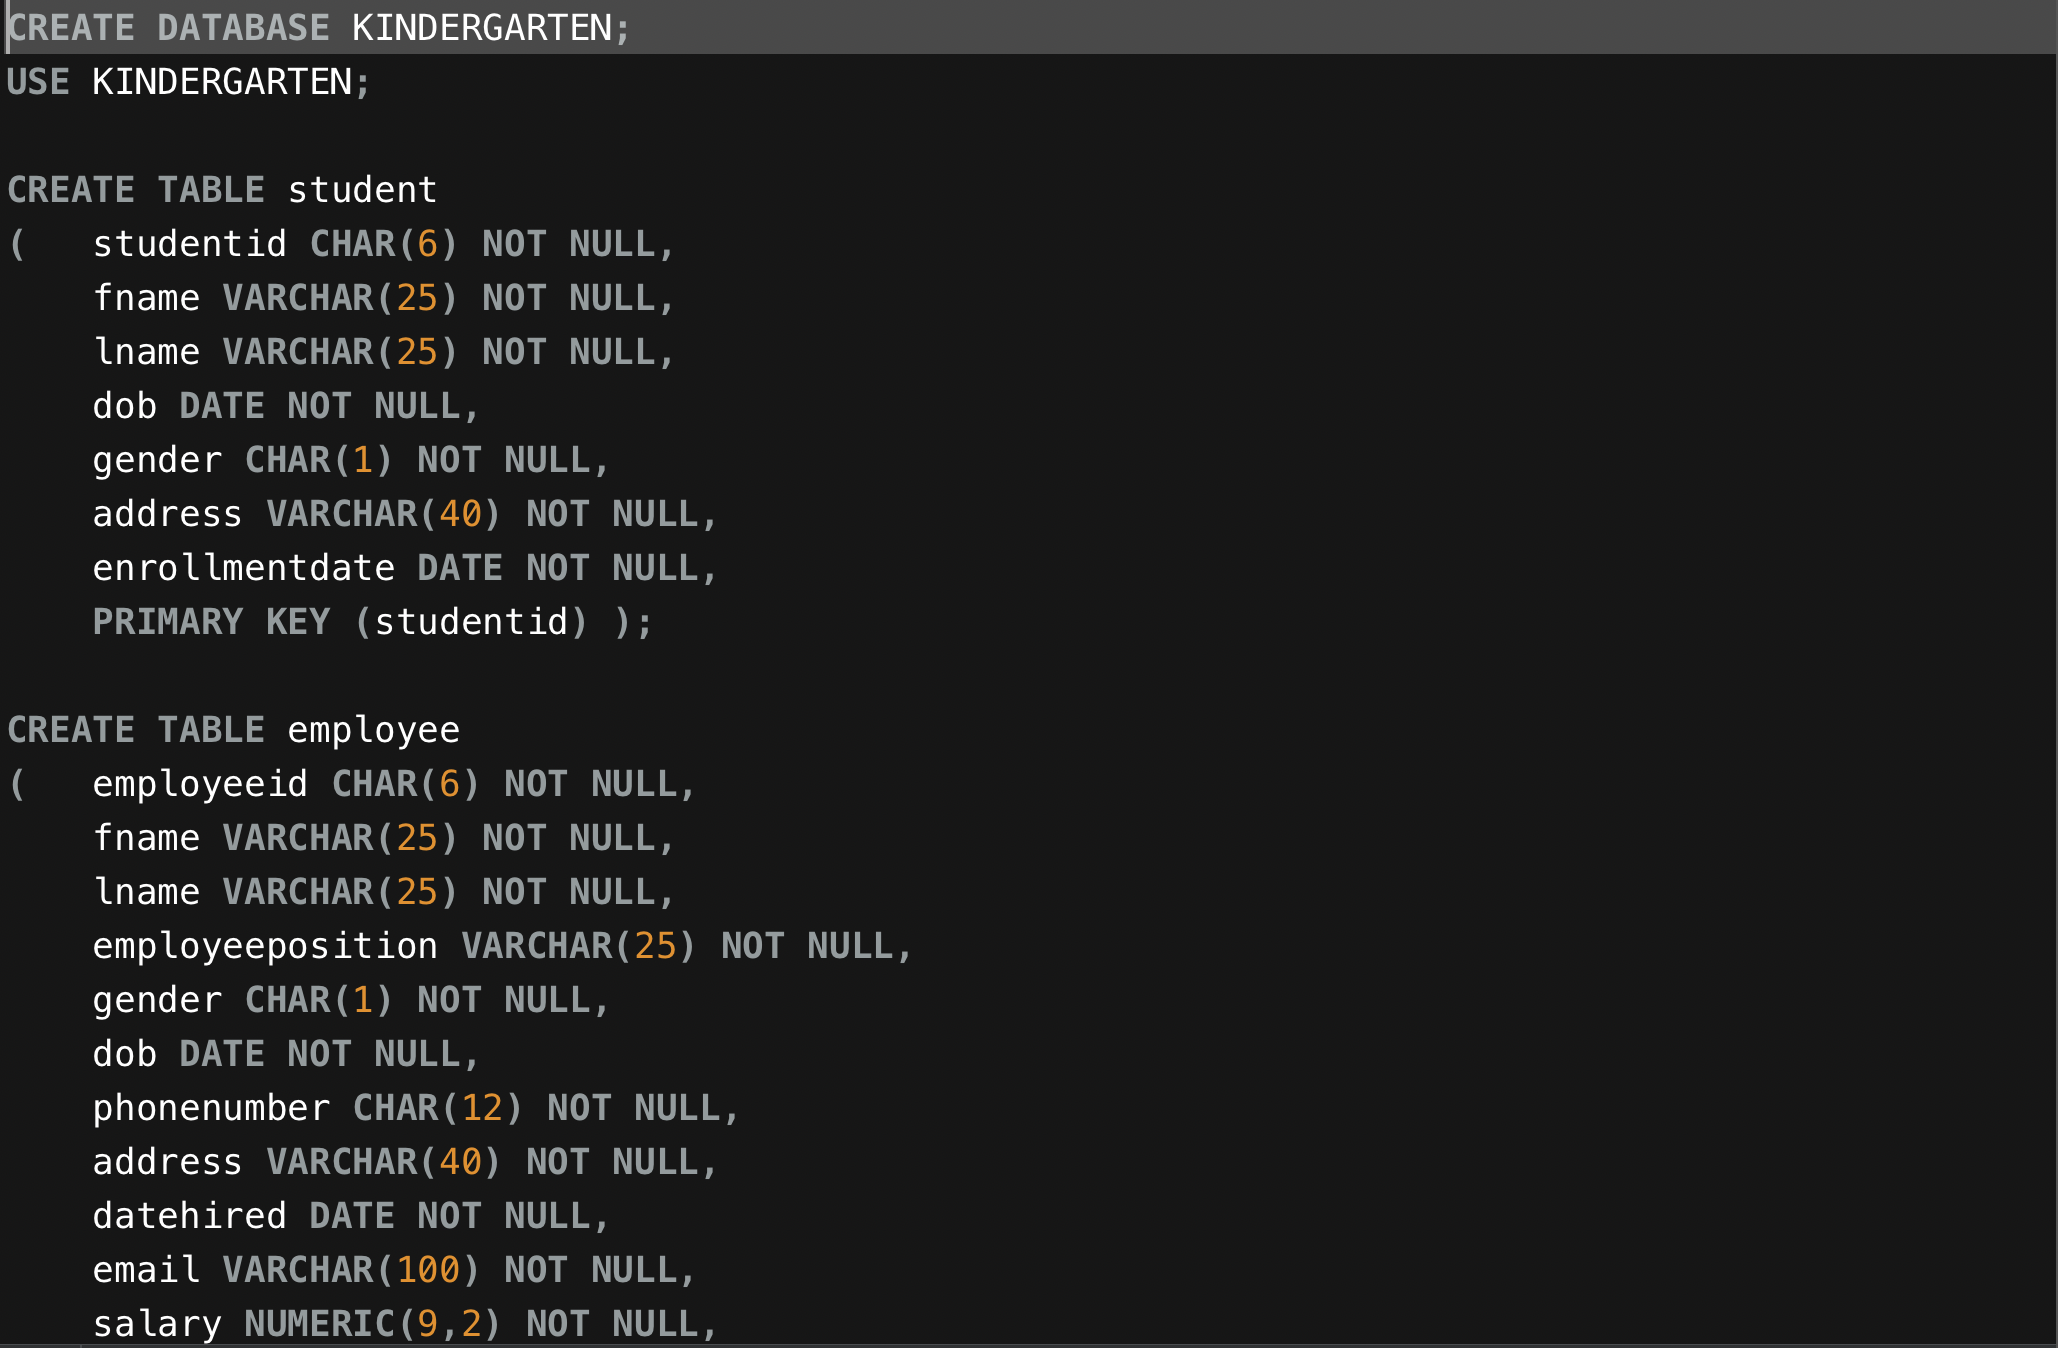 CREATE DATABASE KINDERGARTEN;
USE KINDERGARTEN;
CREATE TABLE student
(   studentid CHAR(6) NOT NULL,
    fname VARCHAR(25) NOT NULL,
    lname VARCHAR(25) NOT NULL,
    dob DATE NOT NULL,
    gender CHAR(1) NOT NULL,
    address VARCHAR(40) NOT NULL,
    enrollmentdate DATE NOT NULL,
    PRIMARY KEY (studentid) );
CREATE TABLE employee
(   employeeid CHAR(6) NOT NULL,
    fname VARCHAR(25) NOT NULL,
    lname VARCHAR(25) NOT NULL,
    employeeposition VARCHAR(25) NOT NULL,
    gender CHAR(1) NOT NULL,
    dob DATE NOT NULL,
    phonenumber CHAR(12) NOT NULL,
    address VARCHAR(40) NOT NULL,
    datehired DATE NOT NULL,
    email VARCHAR(100) NOT NULL,
    salary NUMERIC(9,2) NOT NULL,